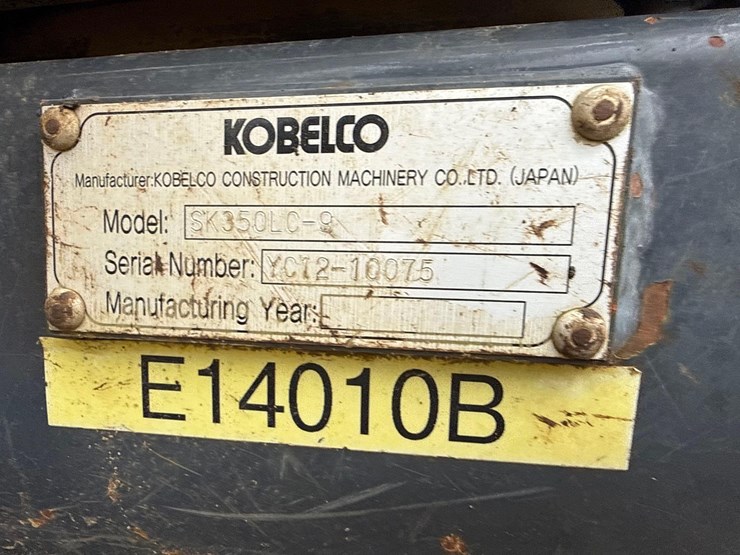 KOBELCO
Manufacturer:KOBELCO CONSTRUCTION MACHINERY CO.,LTD. (JAPAN)
Model: SK350LC-9
Serial Number: YC12-10075
Manufacturing Year:
E14010B